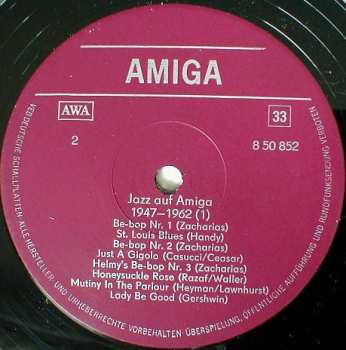 AMIGA
AWA
33
2
8 50 852
Jazz auf Amiga
1947–1962 (1)
Be-bop Nr. 1 (Zacharias)
St. Louis Blues (Handy)
Be-bop Nr. 2 (Zacharias)
Just A Gigolo (Casucci/Ceasar)
Helmy's Be-bop Nr. 3 (Zacharias)
Honeysuckle Rose (Razaf/Waller)
Mutiny In The Parlour (Heyman/Lawnhurst)
Lady Be Good (Gershwin)
VEB DEUTSCHE SCHALLPLATTEN · ALLE HERSTELLER- UND URHEBERRECHTE VORBEHALTEN · ÜBERSPIELUNG, ÖFFENTLICHE AUFFÜHRUNG UND RUNDFUNKSENDUNG VERBOTEN